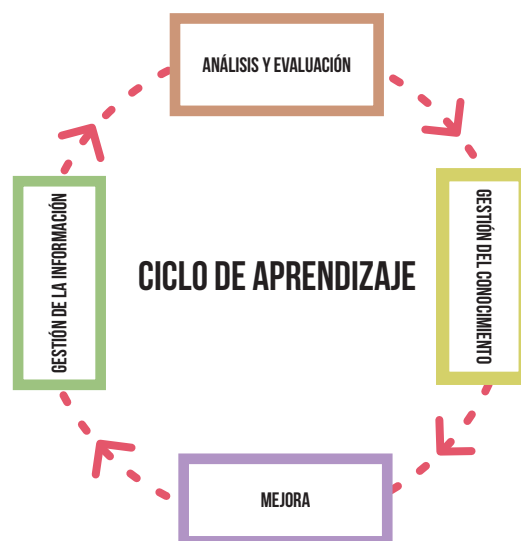 ANÁLISIS Y EVALUACIÓN
GESTIÓN DEL CONOCIMIENTO
CICLO DE APRENDIZAJE
GESTIÓN DE LA INFORMACIÓN
MEJORA